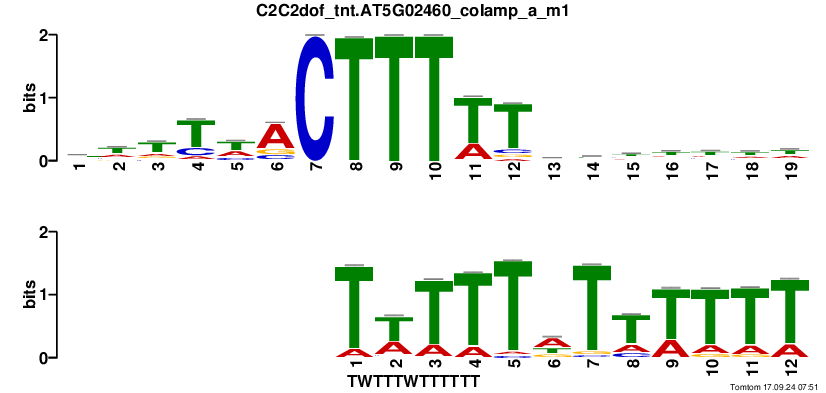 C2C2dof_tnt.AT5G02460_colamp_a_m1
2
bits
1
0
1 2 3 4 5 6 7 8 9 10 11 12 13 14 15 16 17 18 19
2
bits
1
0
1 2 3 4 5 6 7 8 9 10 11 12
TWTTTWTTTTTT
Tomtom 17.09.24 07:51